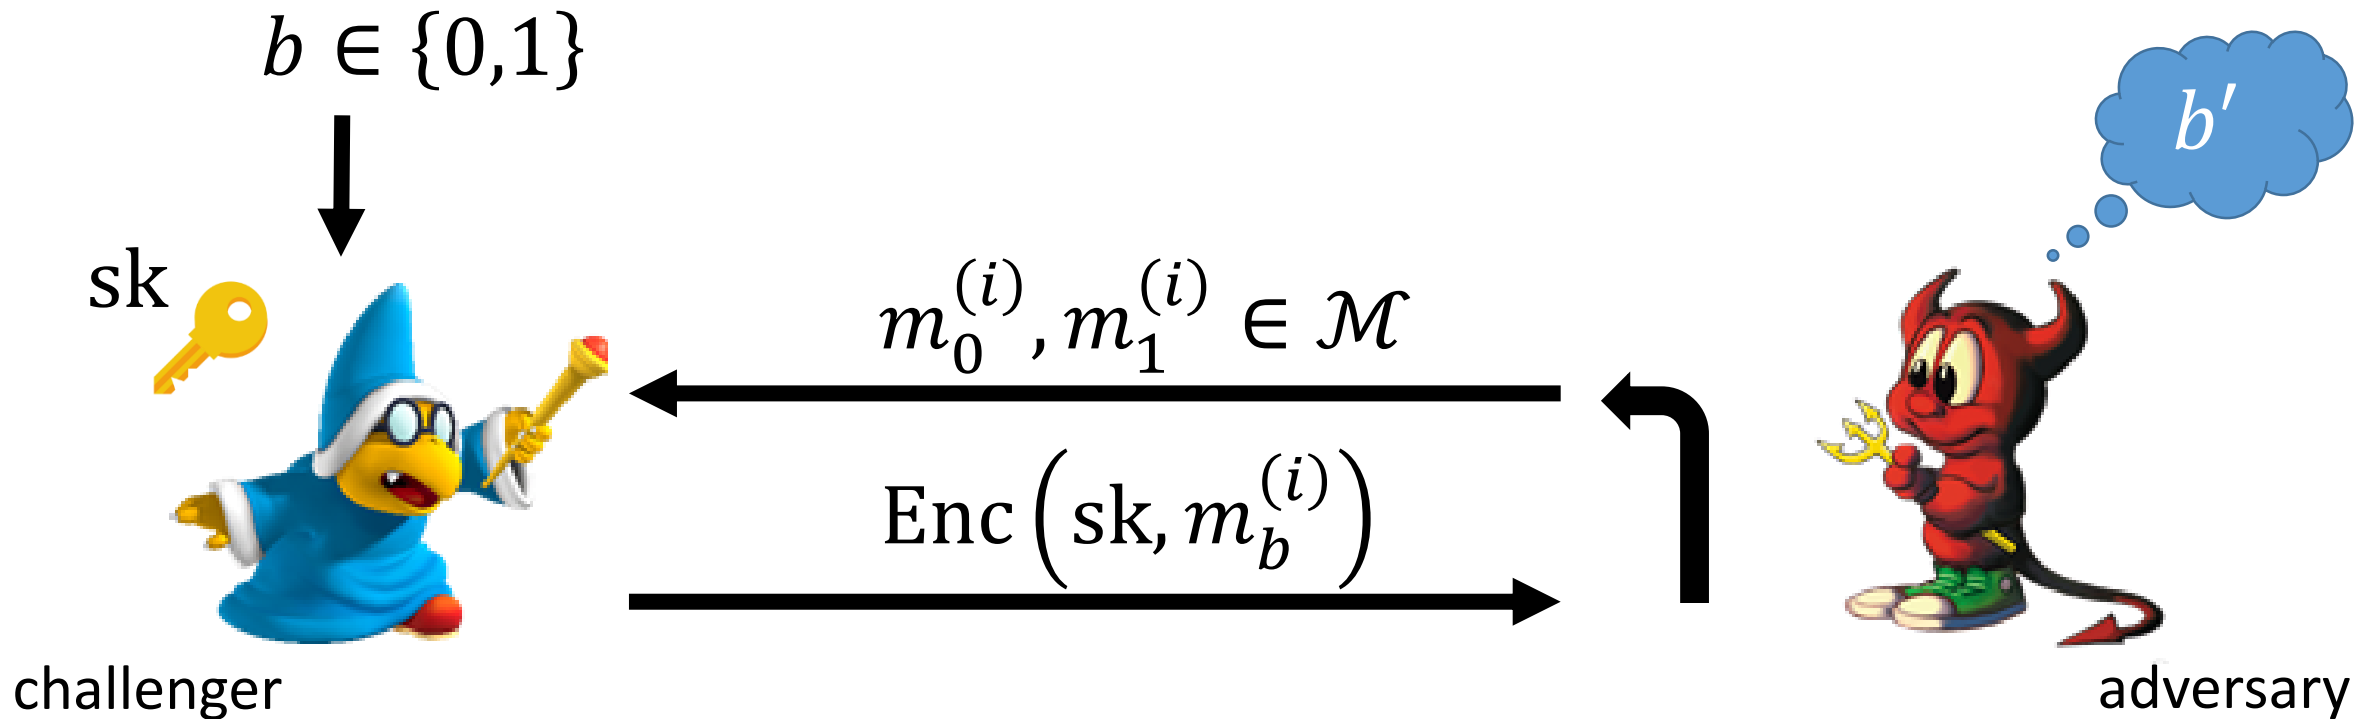 b ∈ {0,1}
b′
sk
m_0^{(i)}, m_1^{(i)} ∈ ℳ
Enc(sk, m_b^{(i)})
challenger
adversary